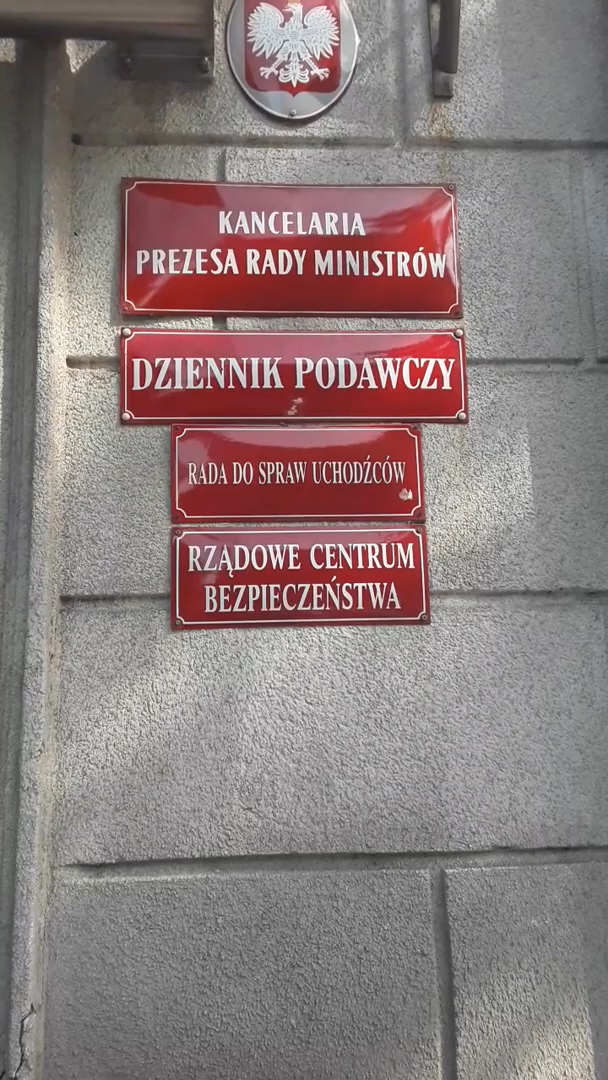 KANCELARIA
PREZESA RADY MINISTRÓW
DZIENNIK PODAWCZY
RADA DO SPRAW UCHODŹCÓW
RZĄDOWE CENTRUM
BEZPIECZEŃSTWA